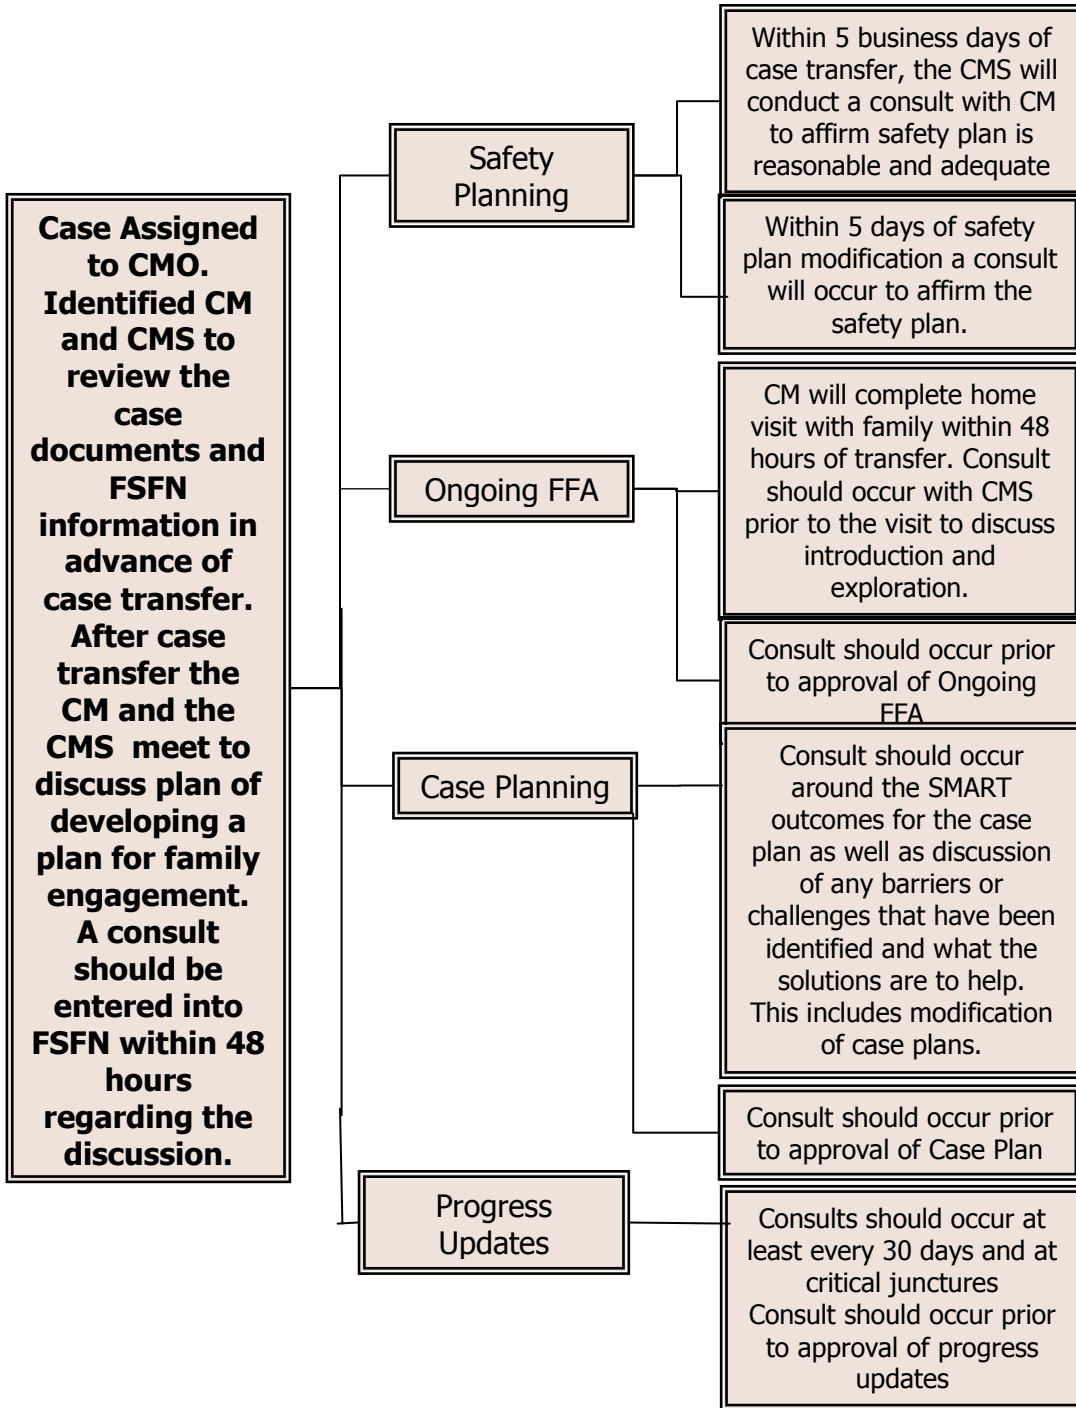 Case Assigned
to CMO.
Identified CM
and CMS to
review the
case
documents and
FSFN
information in
advance of
case transfer.
After case
transfer the
CM and the
CMS  meet to
discuss plan of
developing a
plan for family
engagement.
A consult
should be
entered into
FSFN within 48
hours
regarding the
discussion.
Safety
Planning
Within 5 business days of
case transfer, the CMS will
conduct a consult with CM
to affirm safety plan is
reasonable and adequate
Within 5 days of safety
plan modification a consult
will occur to affirm the
safety plan.
Ongoing FFA
CM will complete home
visit with family within 48
hours of transfer. Consult
should occur with CMS
prior to the visit to discuss
introduction and
exploration.
Consult should occur prior
to approval of Ongoing
FFA
Case Planning
Consult should occur
around the SMART
outcomes for the case
plan as well as discussion
of any barriers or
challenges that have been
identified and what the
solutions are to help.
This includes modification
of case plans.
Consult should occur prior
to approval of Case Plan
Progress
Updates
Consults should occur at
least every 30 days and at
critical junctures
Consult should occur prior
to approval of progress
updates